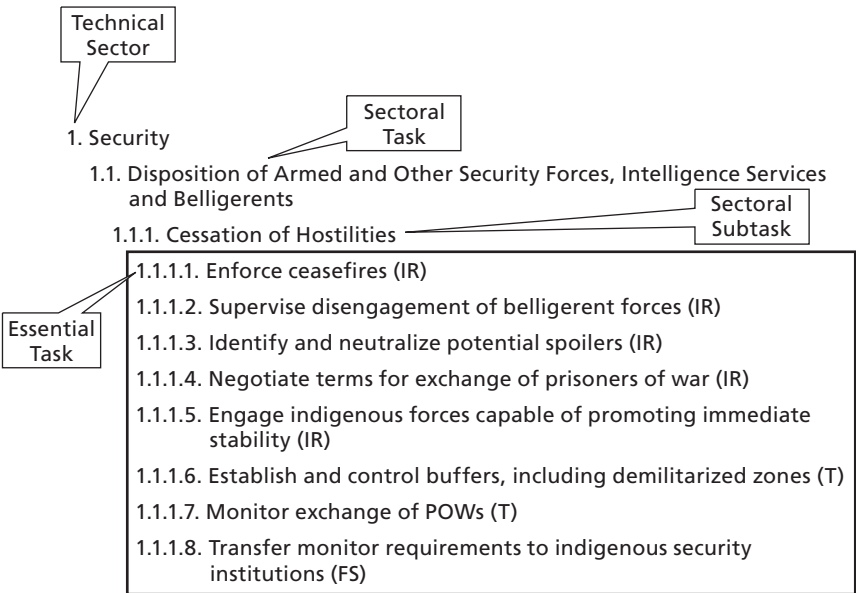 Technical
Sector
1. Security
Sectoral
Task
1.1. Disposition of Armed and Other Security Forces, Intelligence Services
and Belligerents
Sectoral
Subtask
1.1.1. Cessation of Hostilities
Essential
Task
1.1.1.1. Enforce ceasefires (IR)
1.1.1.2. Supervise disengagement of belligerent forces (IR)
1.1.1.3. Identify and neutralize potential spoilers (IR)
1.1.1.4. Negotiate terms for exchange of prisoners of war (IR)
1.1.1.5. Engage indigenous forces capable of promoting immediate
stability (IR)
1.1.1.6. Establish and control buffers, including demilitarized zones (T)
1.1.1.7. Monitor exchange of POWs (T)
1.1.1.8. Transfer monitor requirements to indigenous security
institutions (FS)